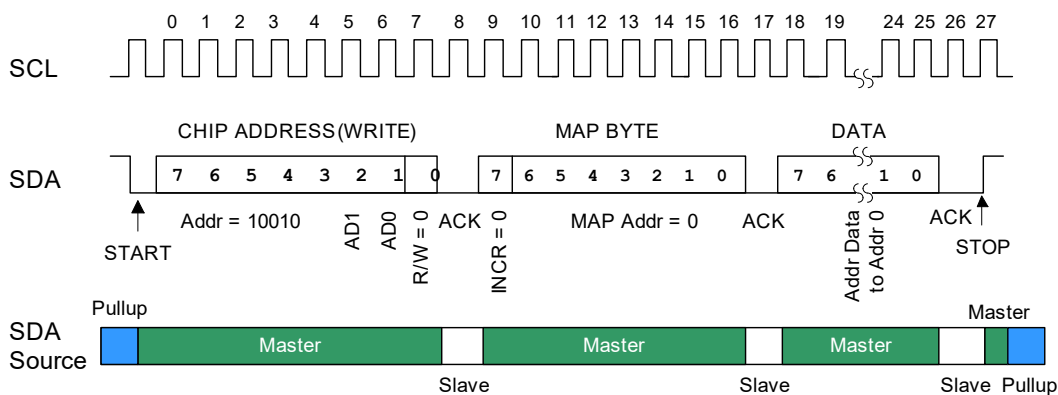 0 1 2 3 4 5 6 7 8 9 10 11 12 13 14 15 16 17 18 19 24 25 26 27
SCL
CHIP ADDRESS (WRITE) MAP BYTE DATA
SDA 7 6 5 4 3 2 1 0 7 6 5 4 3 2 1 0 7 6 1 0
Addr = 10010 AD1 AD0 R/W = 0 ACK INCR = 0 MAP Addr = 0 ACK Addr Data ACK
to Addr 0
START STOP
Pullup Master
SDA
Source
Master Master Master
Slave Slave Slave Pullup